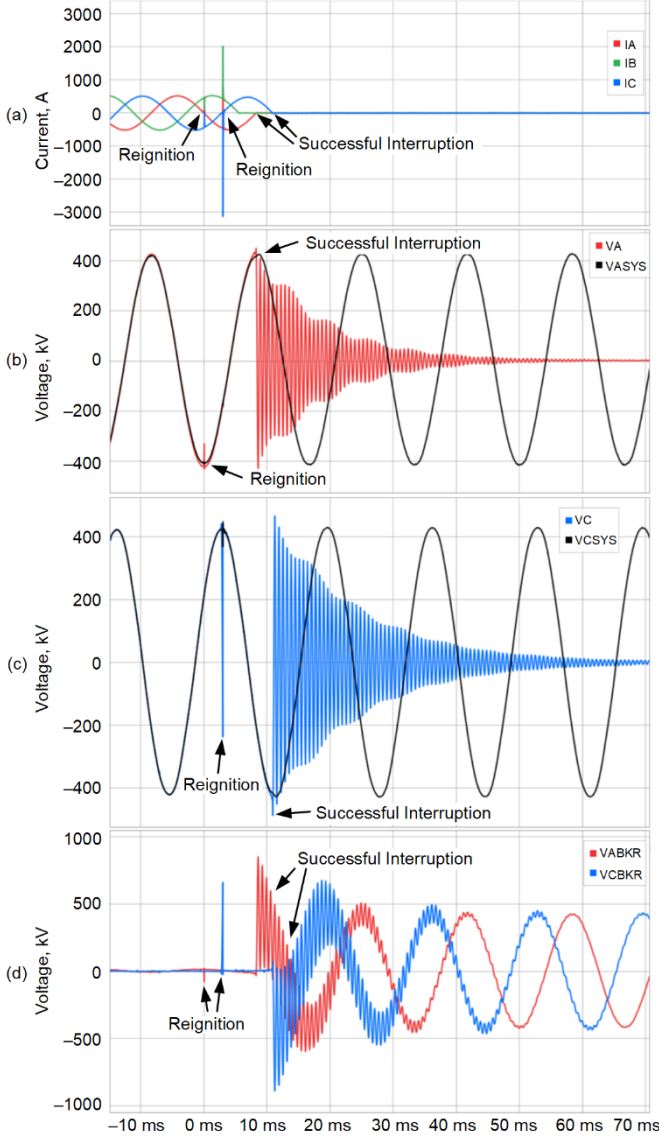 3000
2000
1000
0
–1000
–2000
–3000
Current, A
(a)
IA
IB
IC
Reignition
Reignition
Successful Interruption
400
200
0
–200
–400
Voltage, kV
(b)
VA
VASYS
Successful Interruption
Reignition
400
200
0
–200
–400
Voltage, kV
(c)
VC
VCSYS
Reignition
Successful Interruption
1000
500
0
–500
–1000
Voltage, kV
(d)
VABKR
VCBKR
Successful Interruption
Reignition
–10 ms 0 ms 10 ms 20 ms 30 ms 40 ms 50 ms 60 ms 70 ms